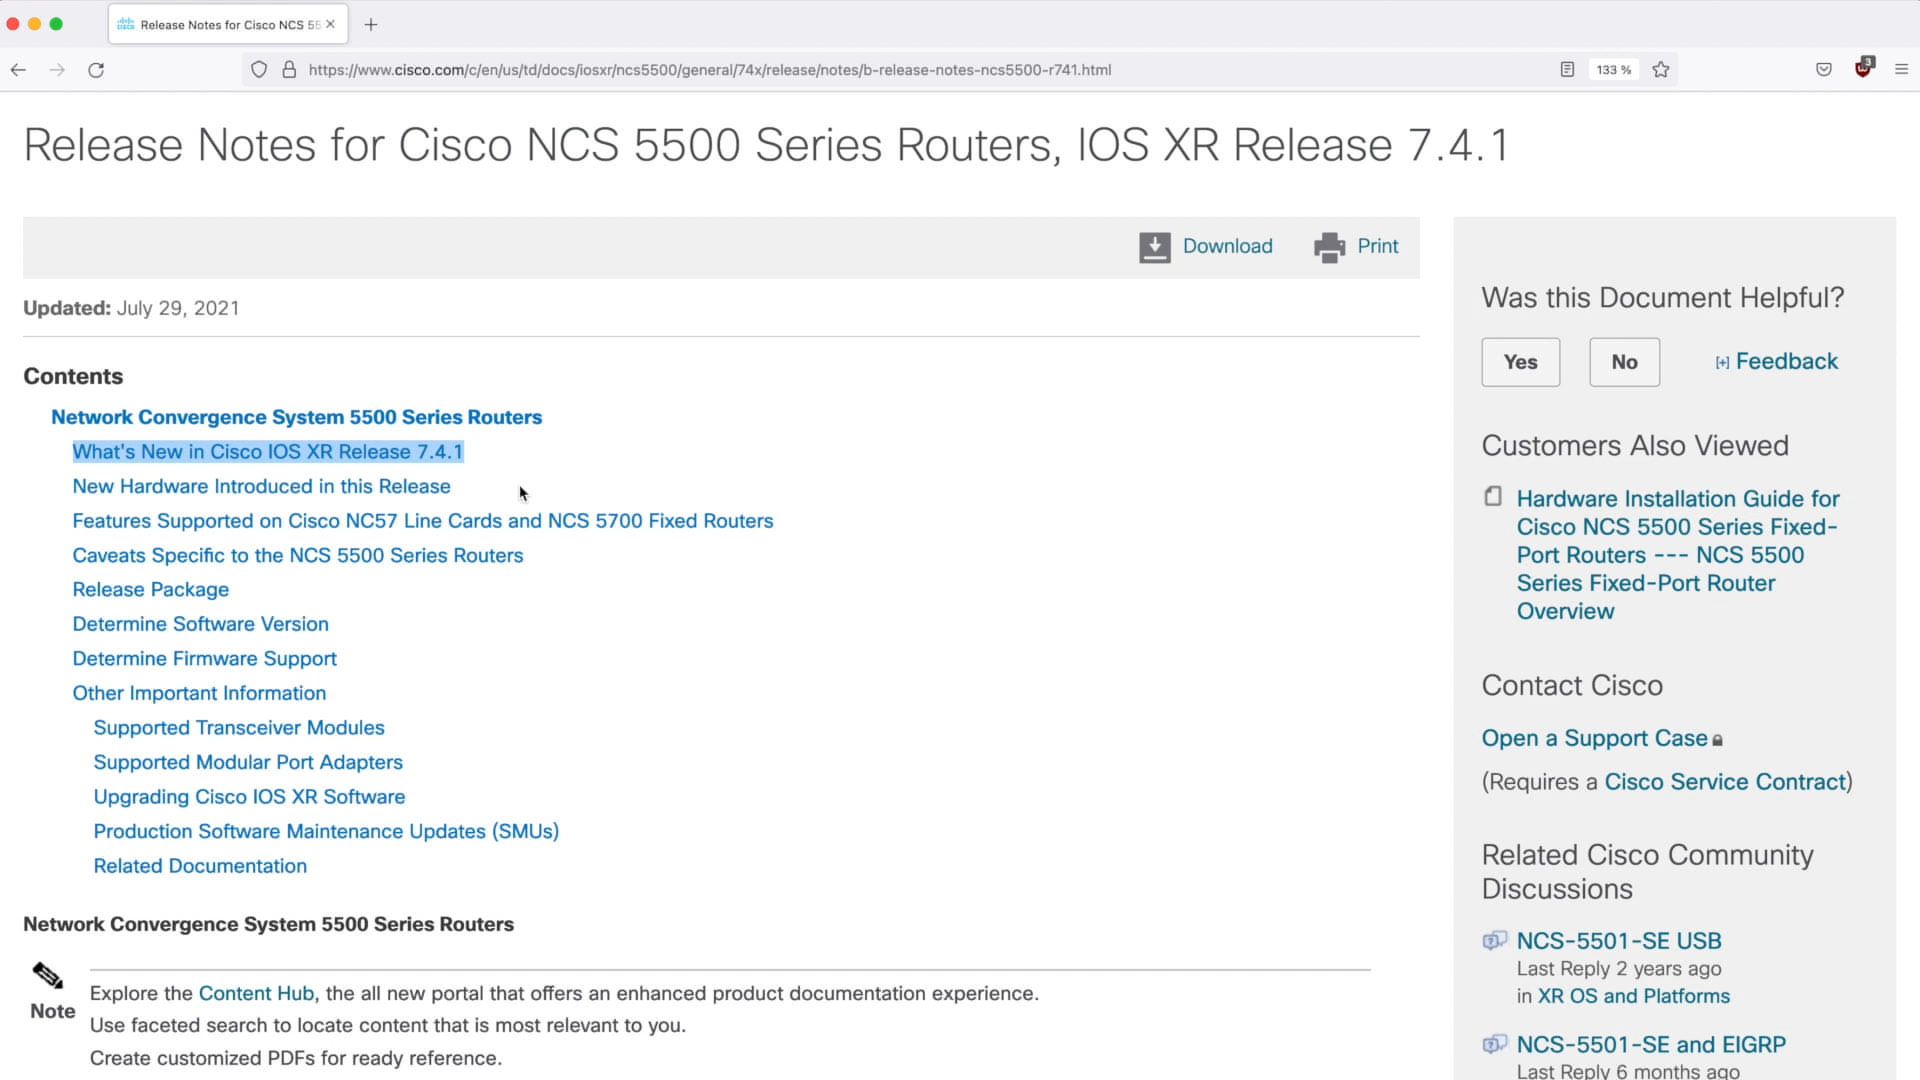 Release Notes for Cisco NCS 55
https://www.cisco.com/c/en/us/td/docs/iosxr/ncs5500/general/74x/release/notes/b-release-notes-ncs5500-r741.html
133 %
3
Release Notes for Cisco NCS 5500 Series Routers, IOS XR Release 7.4.1
Download
Print
Updated: July 29, 2021
Contents
Network Convergence System 5500 Series Routers
What's New in Cisco IOS XR Release 7.4.1
New Hardware Introduced in this Release
Features Supported on Cisco NC57 Line Cards and NCS 5700 Fixed Routers
Caveats Specific to the NCS 5500 Series Routers
Release Package
Determine Software Version
Determine Firmware Support
Other Important Information
Supported Transceiver Modules
Supported Modular Port Adapters
Upgrading Cisco IOS XR Software
Production Software Maintenance Updates (SMUs)
Related Documentation
Network Convergence System 5500 Series Routers
Note
Explore the Content Hub, the all new portal that offers an enhanced product documentation experience.
Use faceted search to locate content that is most relevant to you.
Create customized PDFs for ready reference.
Was this Document Helpful?
Yes
No
[+] Feedback
Customers Also Viewed
Hardware Installation Guide for
Cisco NCS 5500 Series Fixed-
Port Routers --- NCS 5500
Series Fixed-Port Router
Overview
Contact Cisco
Open a Support Case
(Requires a Cisco Service Contract)
Related Cisco Community
Discussions
NCS-5501-SE USB
Last Reply 2 years ago
in XR OS and Platforms
NCS-5501-SE and EIGRP
Last Reply 6 months ago